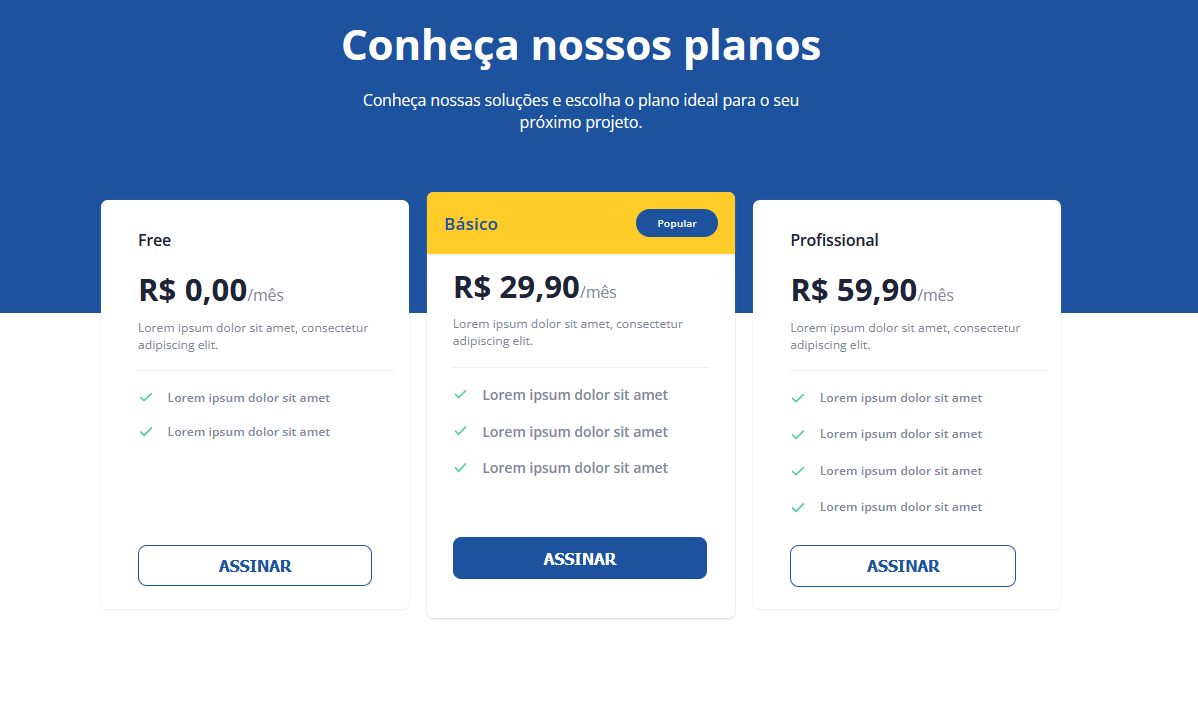 Conheça nossos planos
Conheça nossas soluções e escolha o plano ideal para o seu
próximo projeto.
Free
R$ 0,00/mês
Lorem ipsum dolor sit amet, consectetur
adipiscing elit.
Lorem ipsum dolor sit amet
Lorem ipsum dolor sit amet
ASSINAR
Básico
Popular
R$ 29,90/mês
Lorem ipsum dolor sit amet, consectetur
adipiscing elit.
Lorem ipsum dolor sit amet
Lorem ipsum dolor sit amet
Lorem ipsum dolor sit amet
ASSINAR
Profissional
R$ 59,90/mês
Lorem ipsum dolor sit amet, consectetur
adipiscing elit.
Lorem ipsum dolor sit amet
Lorem ipsum dolor sit amet
Lorem ipsum dolor sit amet
Lorem ipsum dolor sit amet
ASSINAR